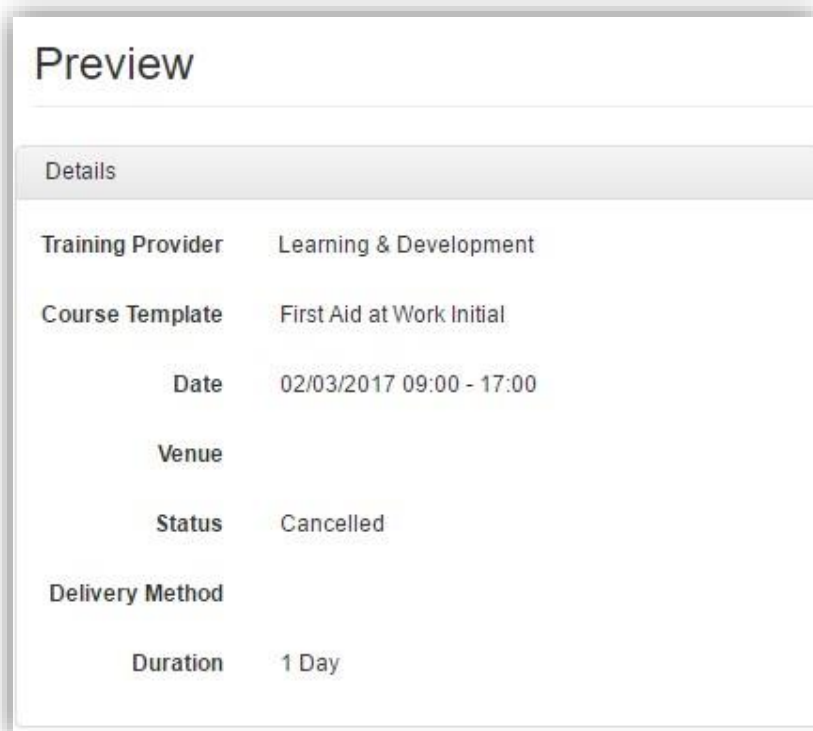 Preview
Details
Training Provider Learning & Development
Course Template First Aid at Work Initial
Date 02/03/2017 09:00 - 17:00
Venue
Status Cancelled
Delivery Method
Duration 1 Day